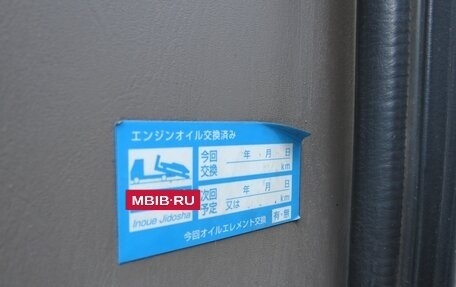 エンジンオイル交換済み
今回 年 月 日
交換 km
MBIB·RU
次回 年 月 日
予定 又は km
Inoue Jidosha
今回オイルエレメント交換 有・無